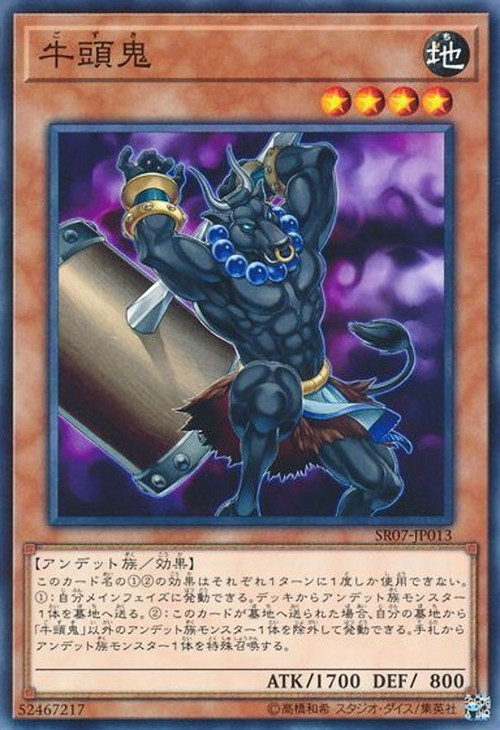 牛頭鬼
地
SR07-JP013
【アンデット族／効果】
このカード名の①②の効果はそれぞれ１ターンに１度しか使用できない。
①：自分メインフェイズに発動できる。デッキからアンデット族モンスター
１体を墓地へ送る。②：このカードが墓地へ送られた場合、自分の墓地から
「牛頭鬼」以外のアンデット族モンスター１体を除外して発動できる。手札から
アンデット族モンスター１体を特殊召喚する。
ATK/1700 DEF/ 800
52467217
©高橋和希 スタジオ・ダイス/集英社